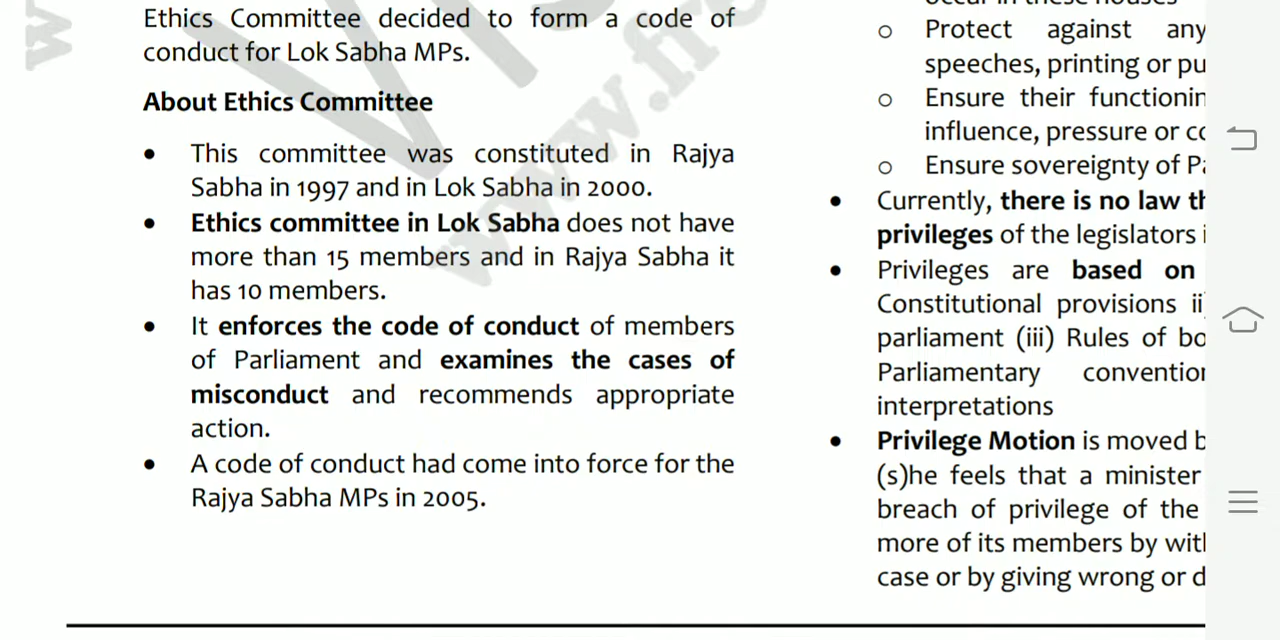 Ethics Committee decided to form a code of
conduct for Lok Sabha MPs.
About Ethics Committee
• This committee was constituted in Rajya
Sabha in 1997 and in Lok Sabha in 2000.
• Ethics committee in Lok Sabha does not have
more than 15 members and in Rajya Sabha it
has 10 members.
• It enforces the code of conduct of members
of Parliament and examines the cases of
misconduct and recommends appropriate
action.
• A code of conduct had come into force for the
Rajya Sabha MPs in 2005.
o Protect against any
speeches, printing or
o Ensure their
influence, pressure or
o Ensure sovereignty of
• Currently, there is no law
privileges of the legislators
• Privileges are based on
Constitutional provisions
parliament (iii) Rules of
Parliamentary
interpretations
• Privilege Motion is moved
(s)he feels that a minister
breach of privilege of the
more of its members by
case or by giving wrong or
www.